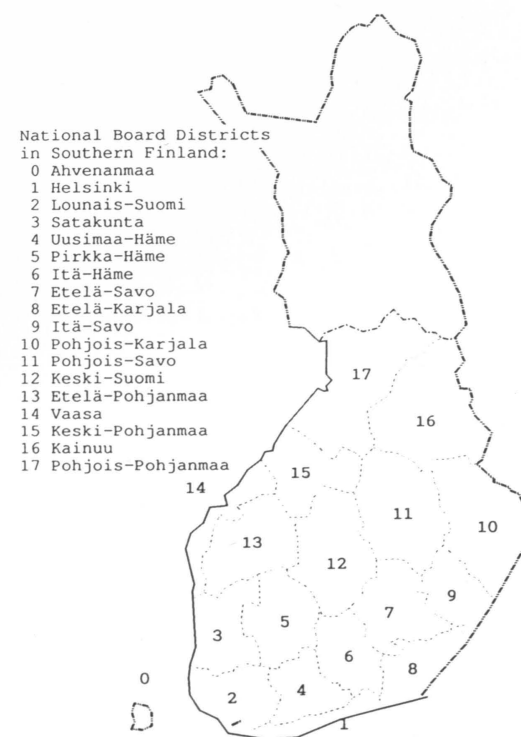 National Board Districts
in Southern Finland:
0 Ahvenanmaa
1 Helsinki
2 Lounais-Suomi
3 Satakunta
4 Uusimaa-Häme
5 Pirkka-Häme
6 Itä-Häme
7 Etelä-Savo
8 Etelä-Karjala
9 Itä-Savo
10 Pohjois-Karjala
11 Pohjois-Savo
12 Keski-Suomi
13 Etelä-Pohjanmaa
14 Vaasa
15 Keski-Pohjanmaa
16 Kainuu
17 Pohjois-Pohjanmaa
17
16
15
14
11
10
13
12
9
7
5
3
6
8
0
4
2
1